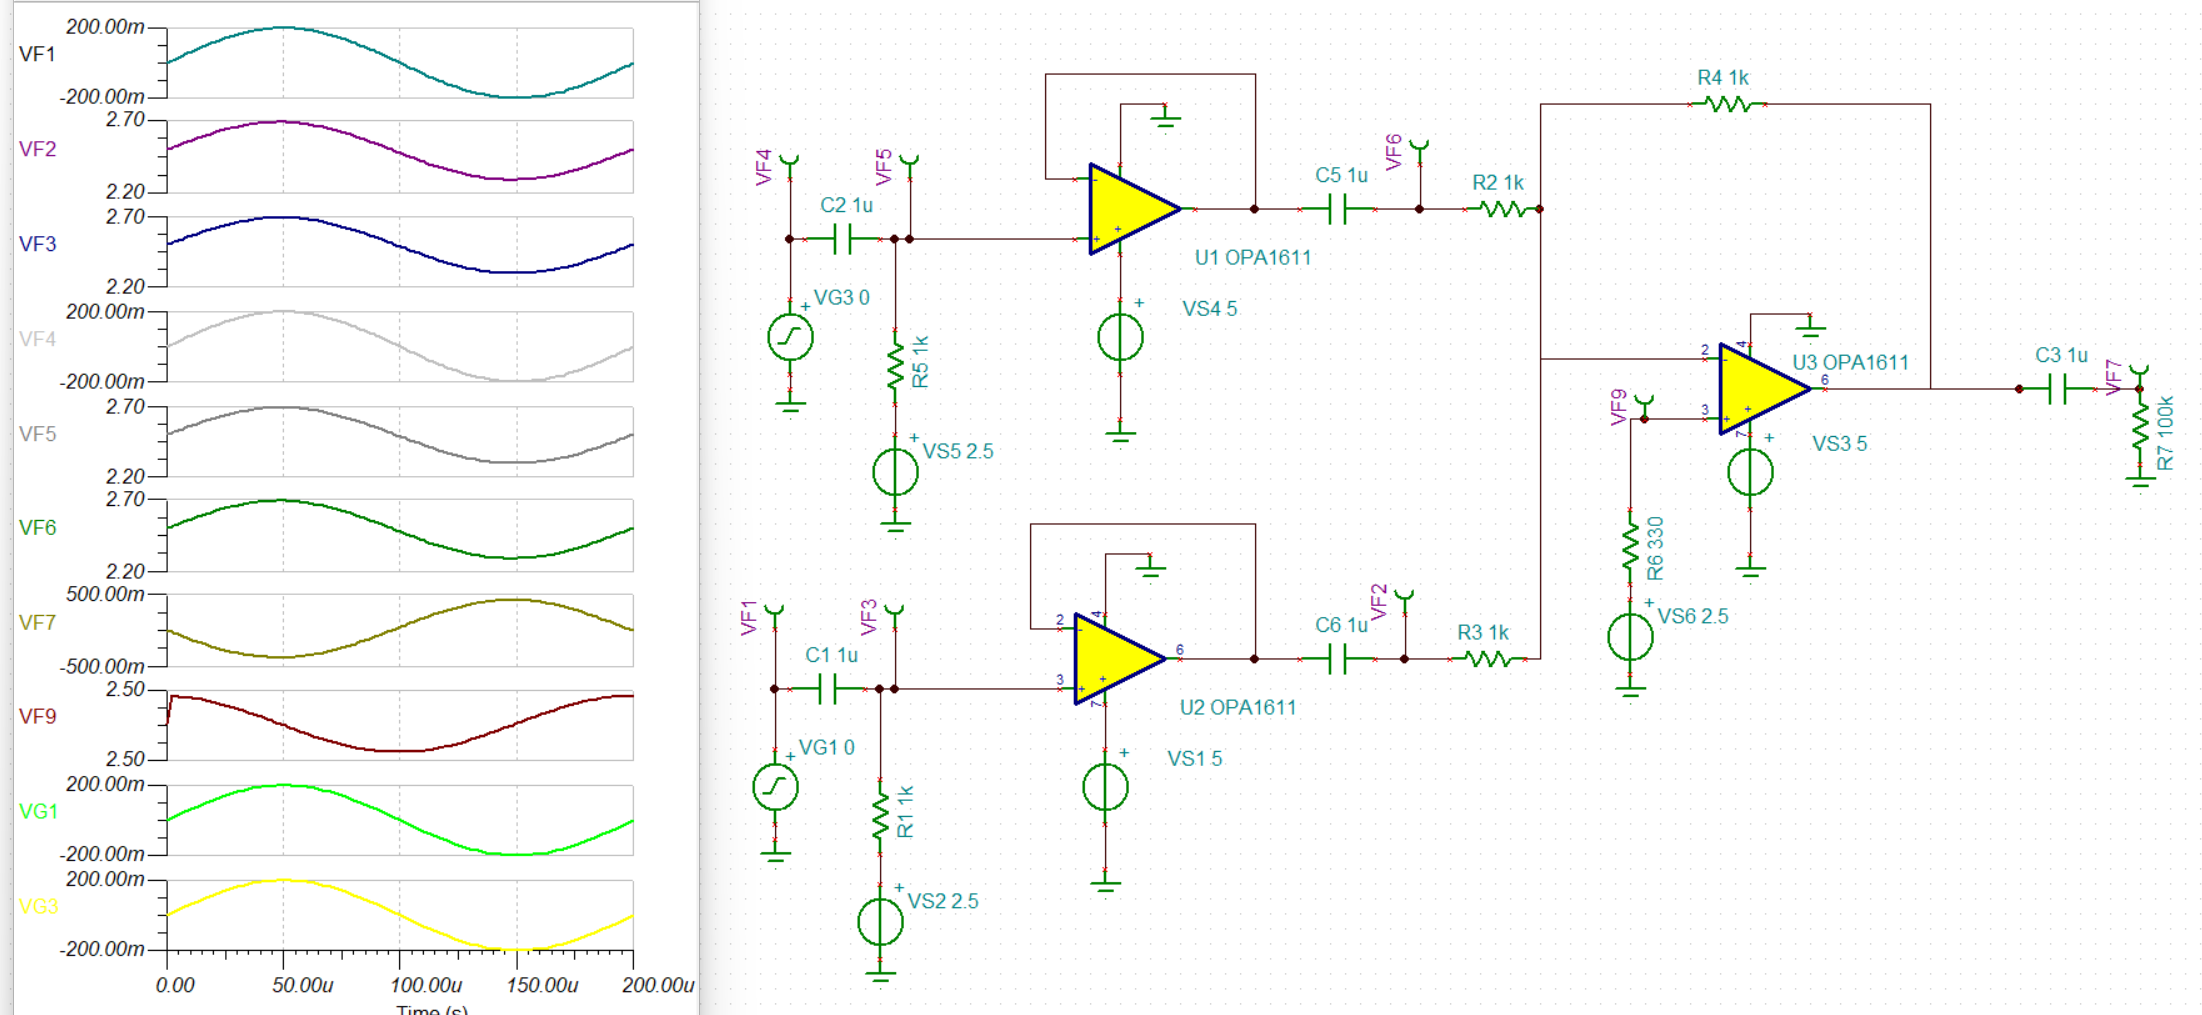 VF1
200.00m
-200.00m
VF2
2.70
2.20
VF3
2.70
2.20
VF4
200.00m
-200.00m
VF5
2.70
2.20
VF6
2.70
2.20
VF7
500.00m
-500.00m
VF9
2.50
2.50
VG1
200.00m
-200.00m
VG3
200.00m
-200.00m
0.00 50.00u 100.00u 150.00u 200.00u
Time (s)
R4 1k
VF4
VF5
VF6
C2 1u
C5 1u
R2 1k
U1 OPA1611
VG3 0
VS4 5
R5 1k
VS5 2.5
2
4
U3 OPA1611
6
3
7
C3 1u
VF7
VF9
VS3 5
R7 100k
R6 330
VS6 2.5
VF1
VF3
VF2
2
4
6
3
7
C1 1u
C6 1u
R3 1k
U2 OPA1611
VG1 0
VS1 5
R1 1k
VS2 2.5